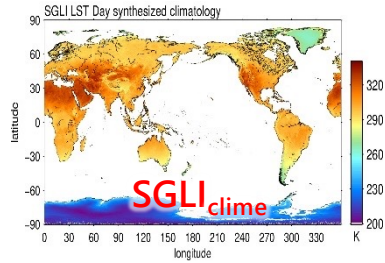 SGLI LST Day synthesized climatology
90
60
30
0
−30
−60
−90
latitude
0 30 60 90 120 150 180 210 240 270 300 330
longitude
320
290
260
230
200
K
SGLIclime